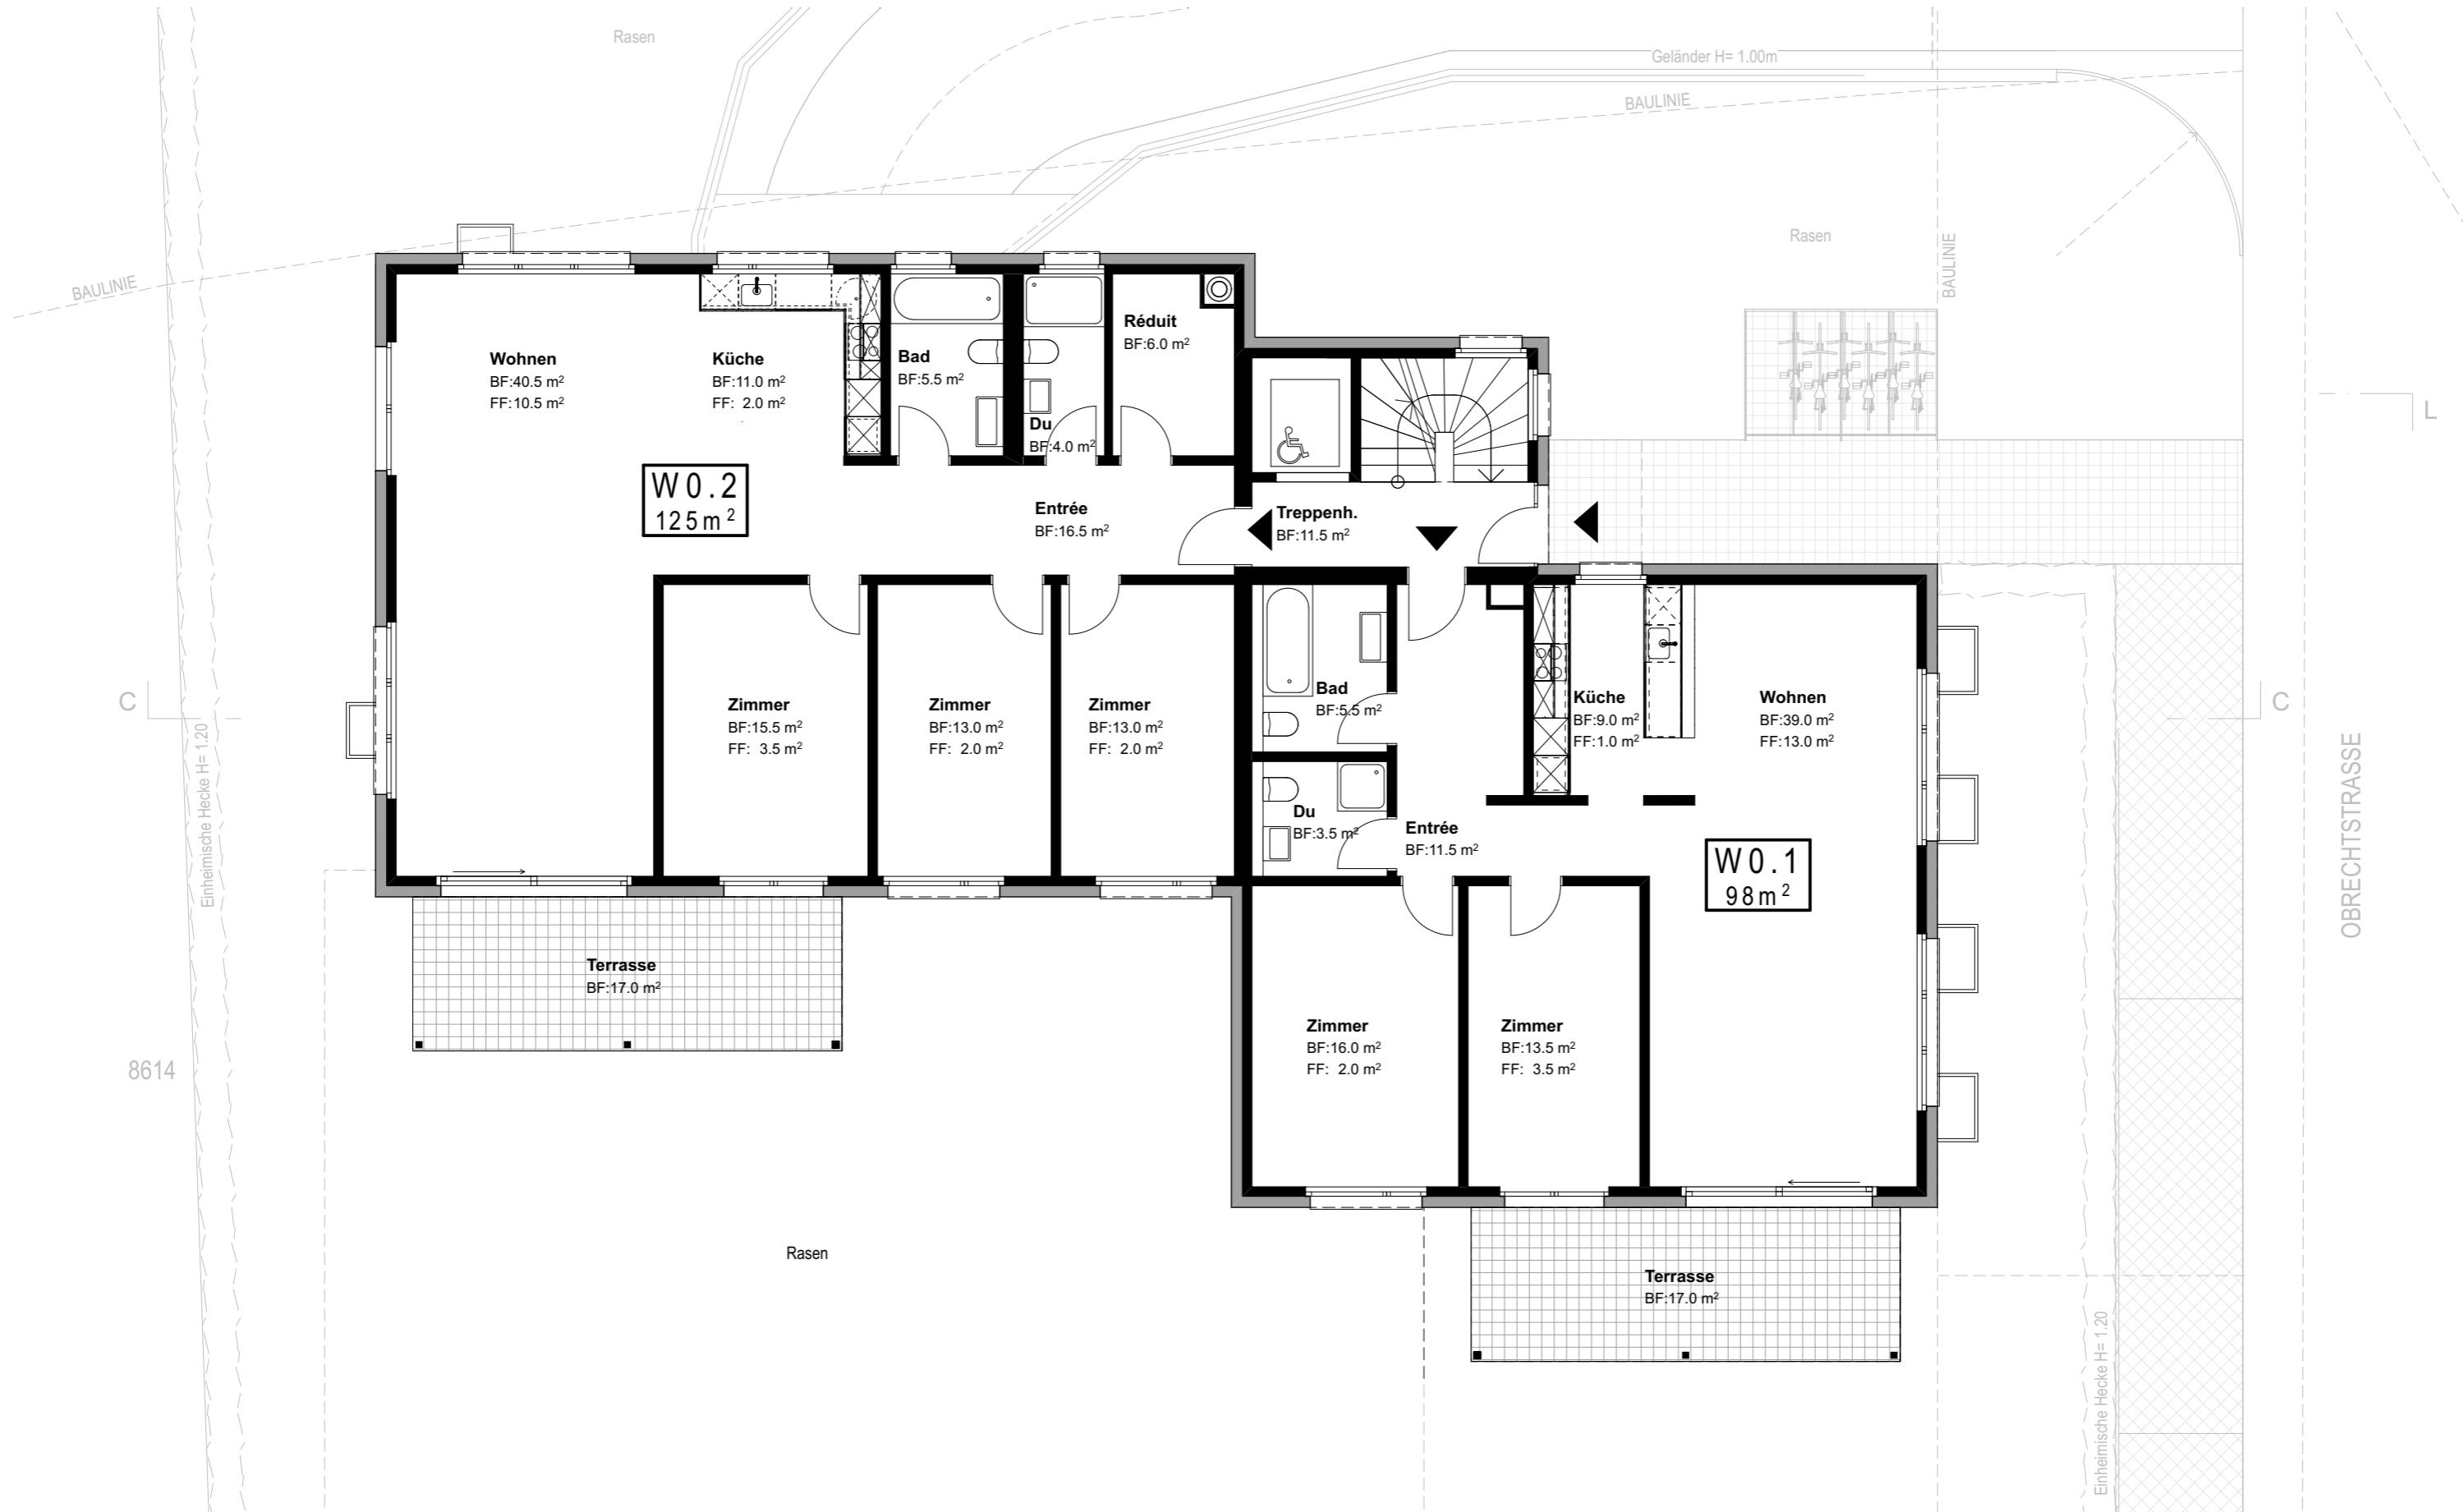 Rasen
Geländer H= 1.00m
BAULINIE
Rasen
BAULINIE
BAULINIE
Réduit
BF:6.0 m²
Wohnen
BF:40.5 m²
FF:10.5 m²
Küche
BF:11.0 m²
FF: 2.0 m²
Bad
BF:5.5 m²
Du
BF:4.0 m²
L
W0.2
125m²
Entrée
BF:16.5 m²
Treppenh.
BF:11.5 m²
C
Einheimische Hecke H= 1.20
Zimmer
BF:15.5 m²
FF: 3.5 m²
Zimmer
BF:13.0 m²
FF: 2.0 m²
Zimmer
BF:13.0 m²
FF: 2.0 m²
Bad
BF:5.5 m²
Küche
BF:9.0 m²
FF:1.0 m²
Wohnen
BF:39.0 m²
FF:13.0 m²
C
OBRECHTSTRASSE
Du
BF:3.5 m²
Entrée
BF:11.5 m²
W0.1
98m²
Terrasse
BF:17.0 m²
8614
Zimmer
BF:16.0 m²
FF: 2.0 m²
Zimmer
BF:13.5 m²
FF: 3.5 m²
Rasen
Terrasse
BF:17.0 m²
Einheimische Hecke H= 1.20